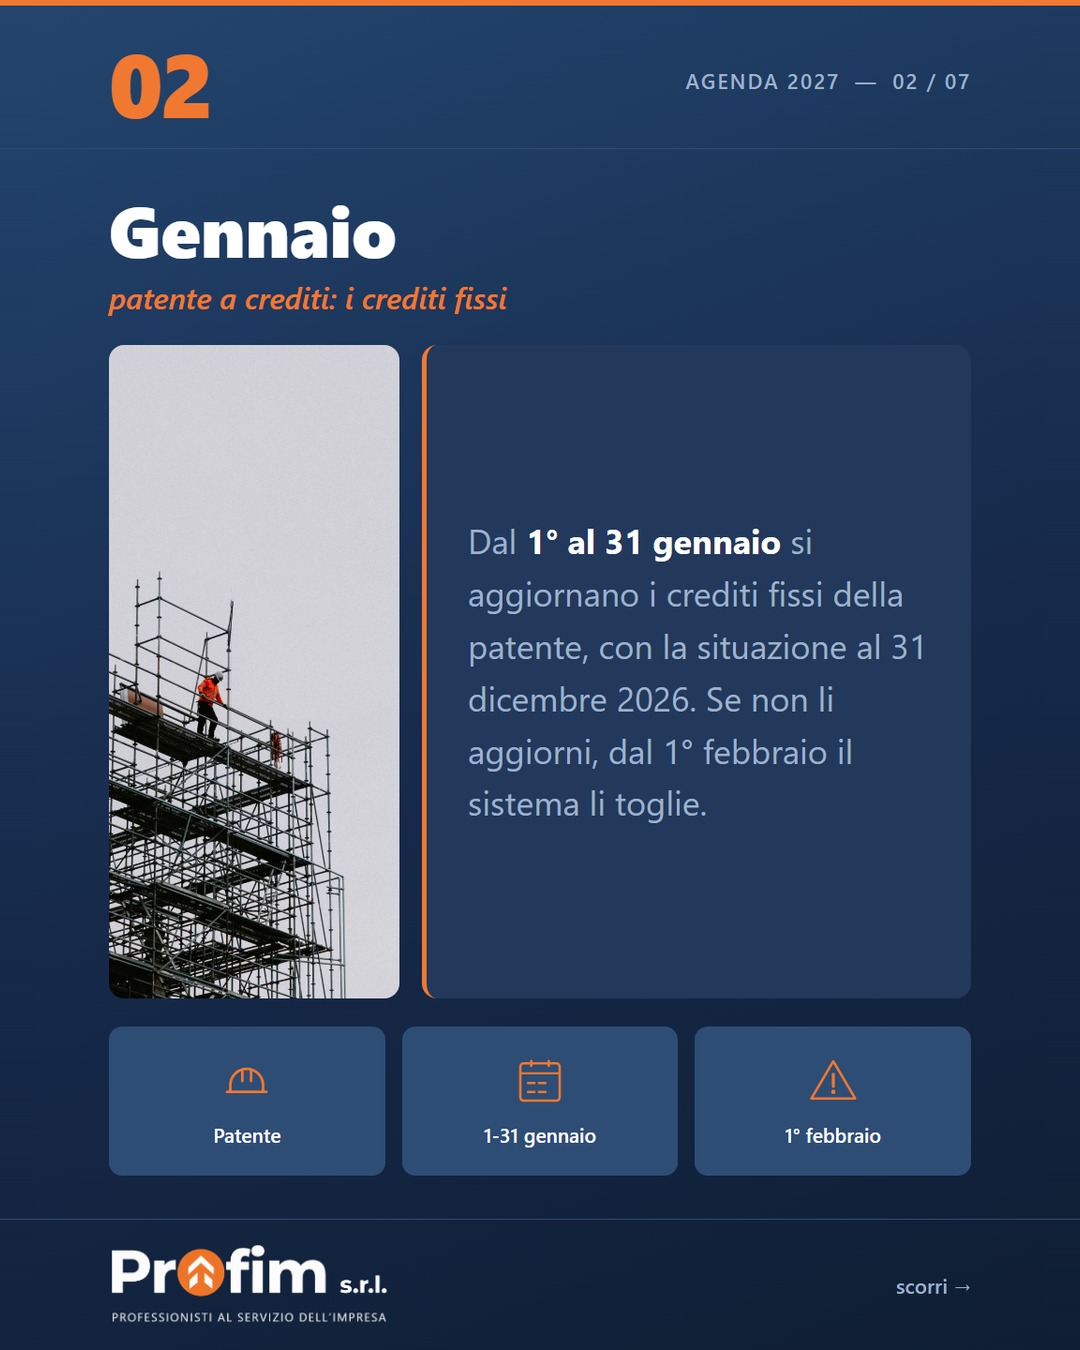 02
AGENDA 2027 — 02 / 07
Gennaio
patente a crediti: i crediti fissi
Dal 1° al 31 gennaio si
aggiornano i crediti fissi della
patente, con la situazione al 31
dicembre 2026. Se non li
aggiorni, dal 1° febbraio il
sistema li toglie.
Patente
1-31 gennaio
1° febbraio
Profim s.r.l.
PROFESSIONISTI AL SERVIZIO DELL'IMPRESA
scorri →